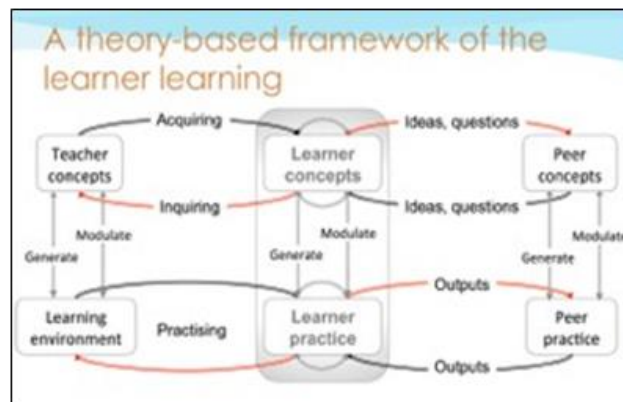 A theory-based framework of the
learner learning
Acquiring
Ideas, questions
Teacher
concepts
Learner
concepts
Peer
concepts
Inquiring
Ideas, questions
Generate
Modulate
Generate
Modulate
Generate
Modulate
Outputs
Learning
environment
Practising
Learner
practice
Peer
practice
Outputs